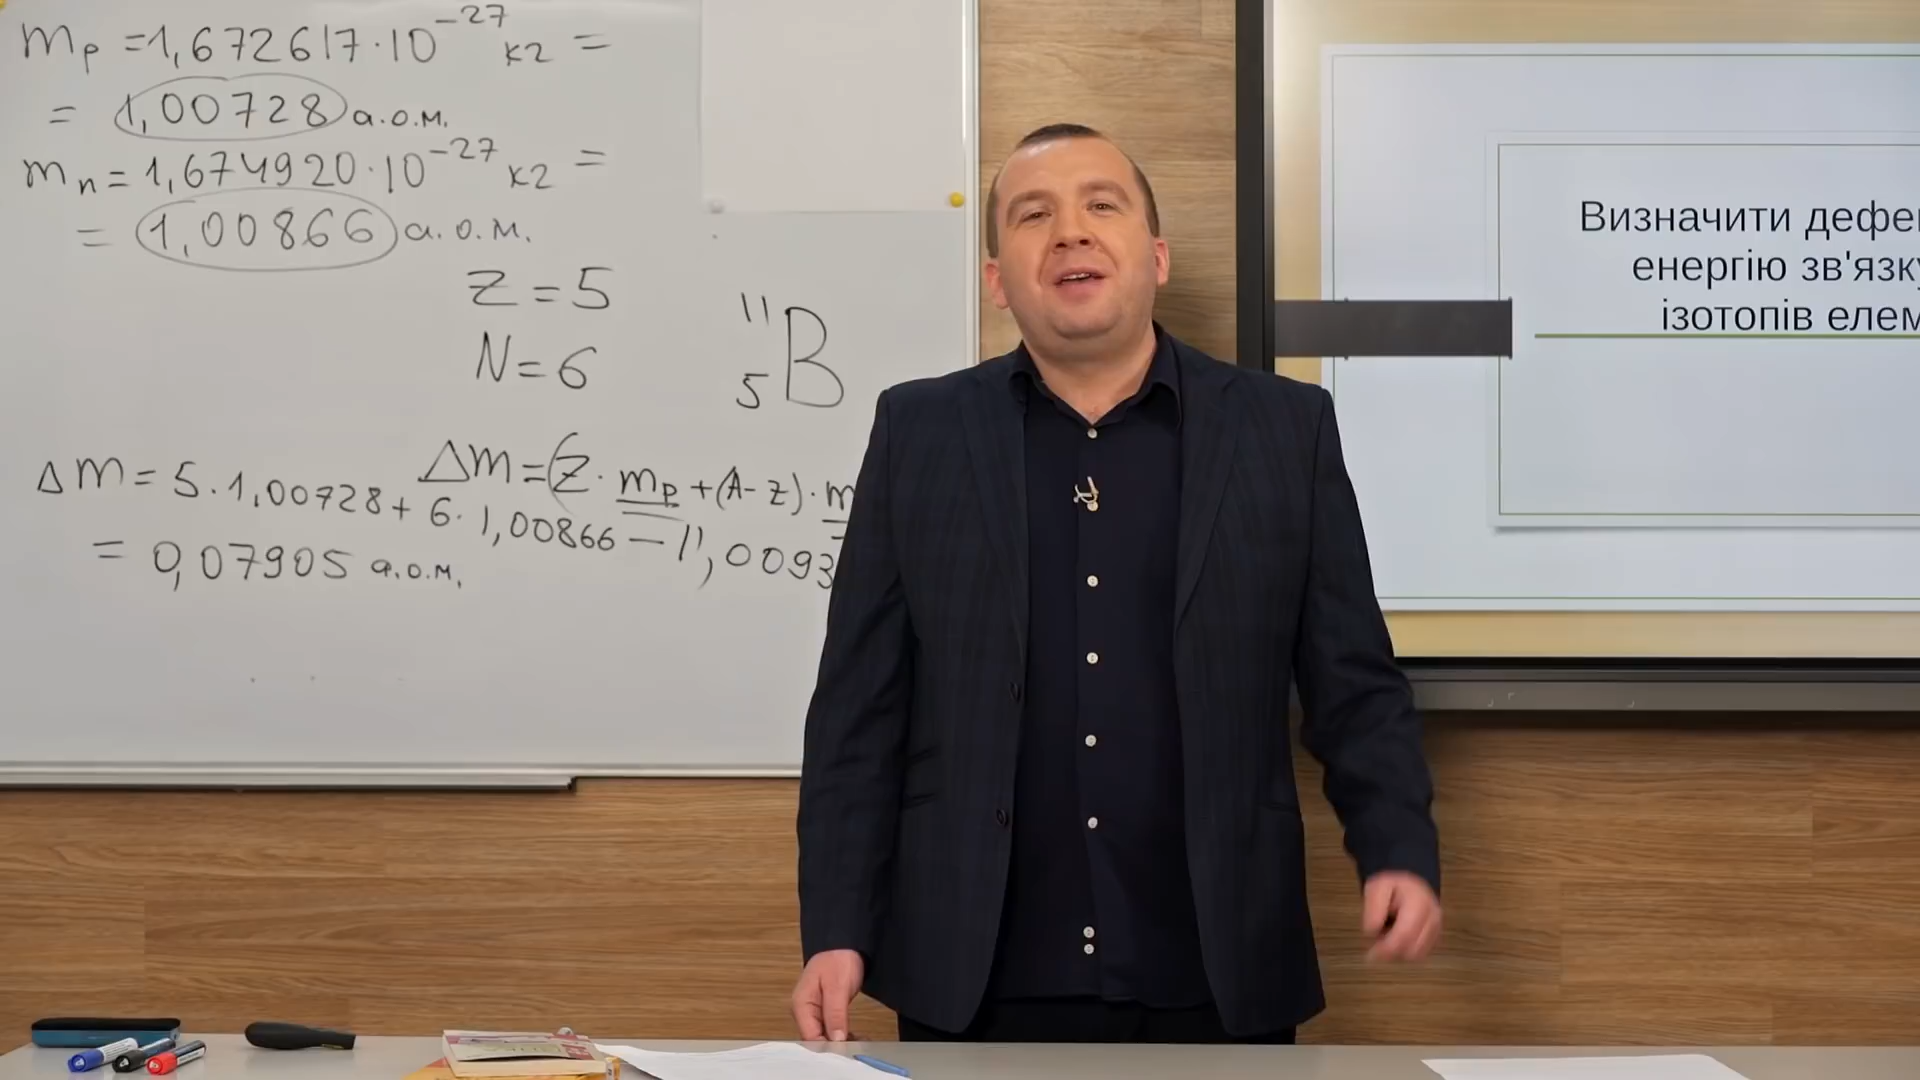 mp = 1,672617·10⁻²⁷ кг =
= 1,00728 а.о.м.
mn = 1,674920·10⁻²⁷ кг =
= 1,00866 а.о.м.
Z = 5
N = 6
¹¹₅B
Δm = (Z · mp + (A - z) · m
Δm = 5 · 1,00728 + 6 · 1,00866 — 11,0093
= 0,07905 а.о.м.
Визначити дефе
енергію зв'язку
ізотопів елем